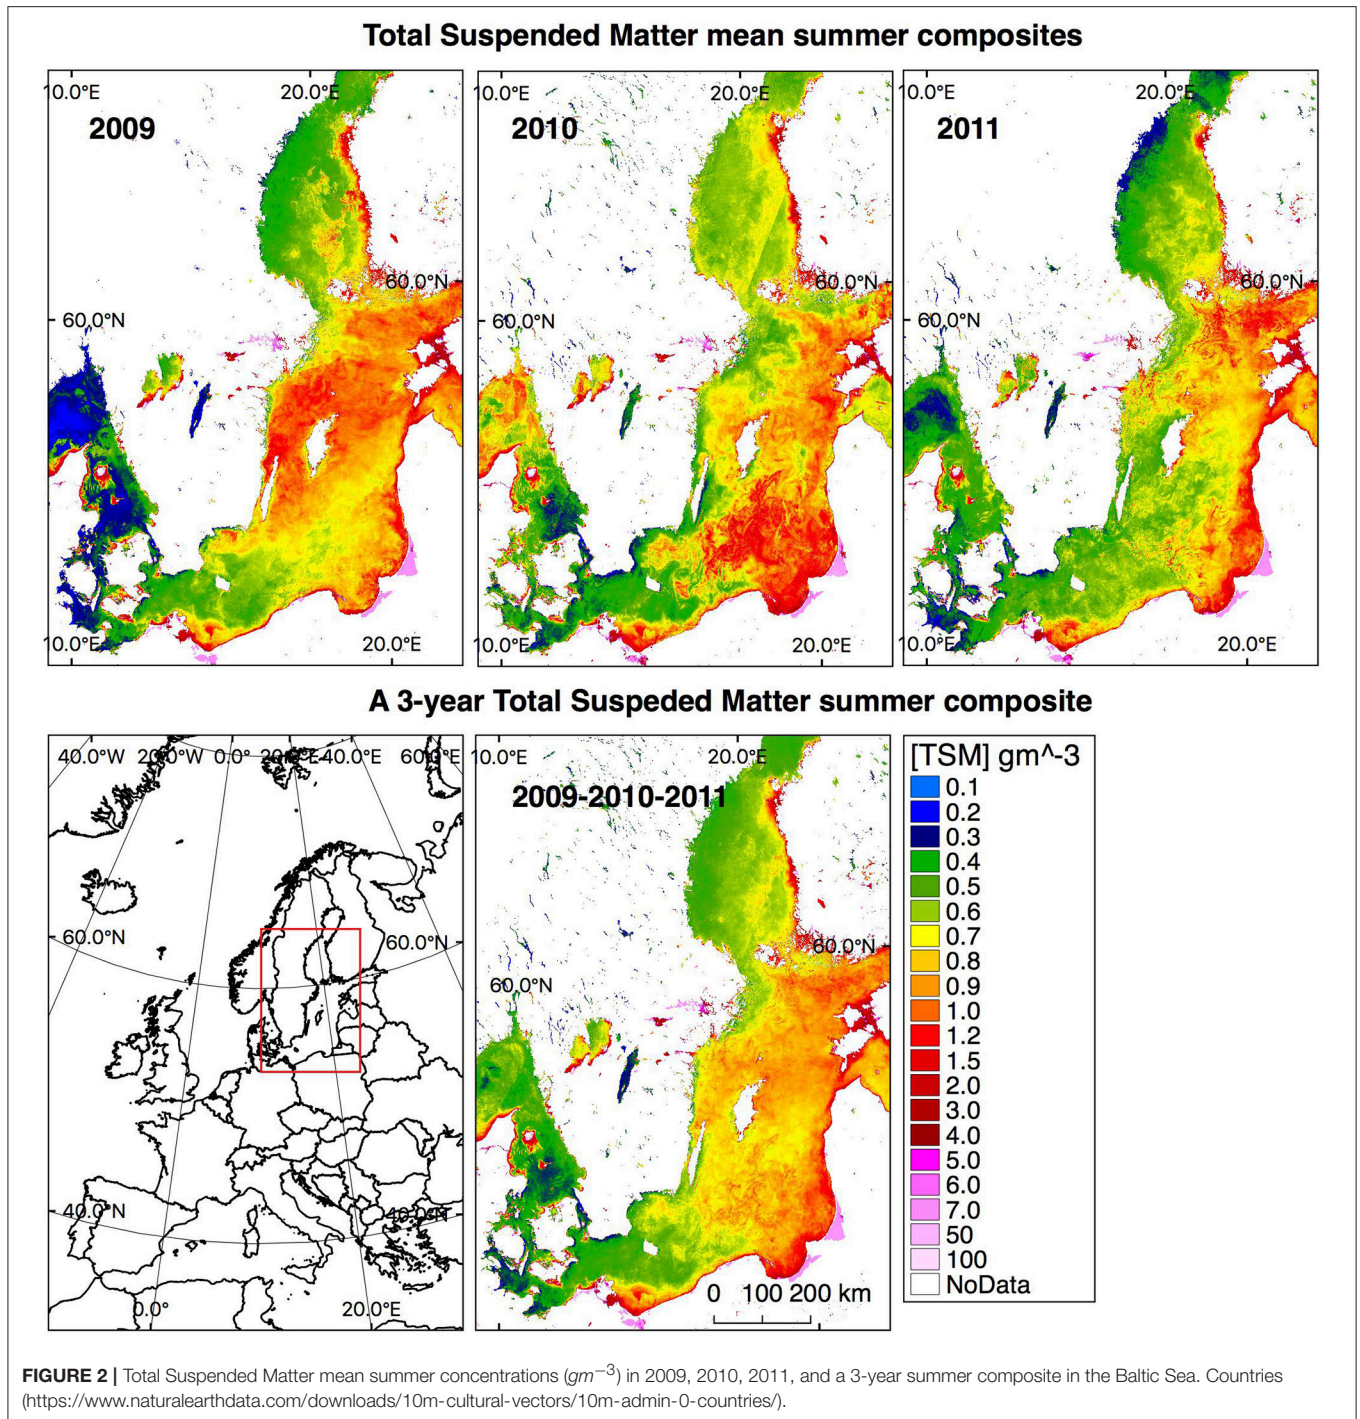 Total Suspended Matter mean summer composites
10.0°E 20.0°E 10.0°E 20.0°E 10.0°E 20.0°E
2009 2010 2011
60.0°N 60.0°N 60.0°N
60.0°N 60.0°N 60.0°N
10.0°E 20.0°E 10.0°E 20.0°E 10.0°E 20.0°E
A 3-year Total Suspeded Matter summer composite
40.0°W 20.0°W 0.0° 20.0°E 40.0°E 60.0°E
60.0°N 60.0°N
40.0°N 40.0°N
0.0° 20.0°E
10.0°E 20.0°E
2009-2010-2011
60.0°N
60.0°N
0 100 200 km
[TSM] gm^-3
0.1
0.2
0.3
0.4
0.5
0.6
0.7
0.8
0.9
1.0
1.2
1.5
2.0
3.0
4.0
5.0
6.0
7.0
50
100
NoData
FIGURE 2 | Total Suspended Matter mean summer concentrations (gm−3) in 2009, 2010, 2011, and a 3-year summer composite in the Baltic Sea. Countries
(https://www.naturalearthdata.com/downloads/10m-cultural-vectors/10m-admin-0-countries/).